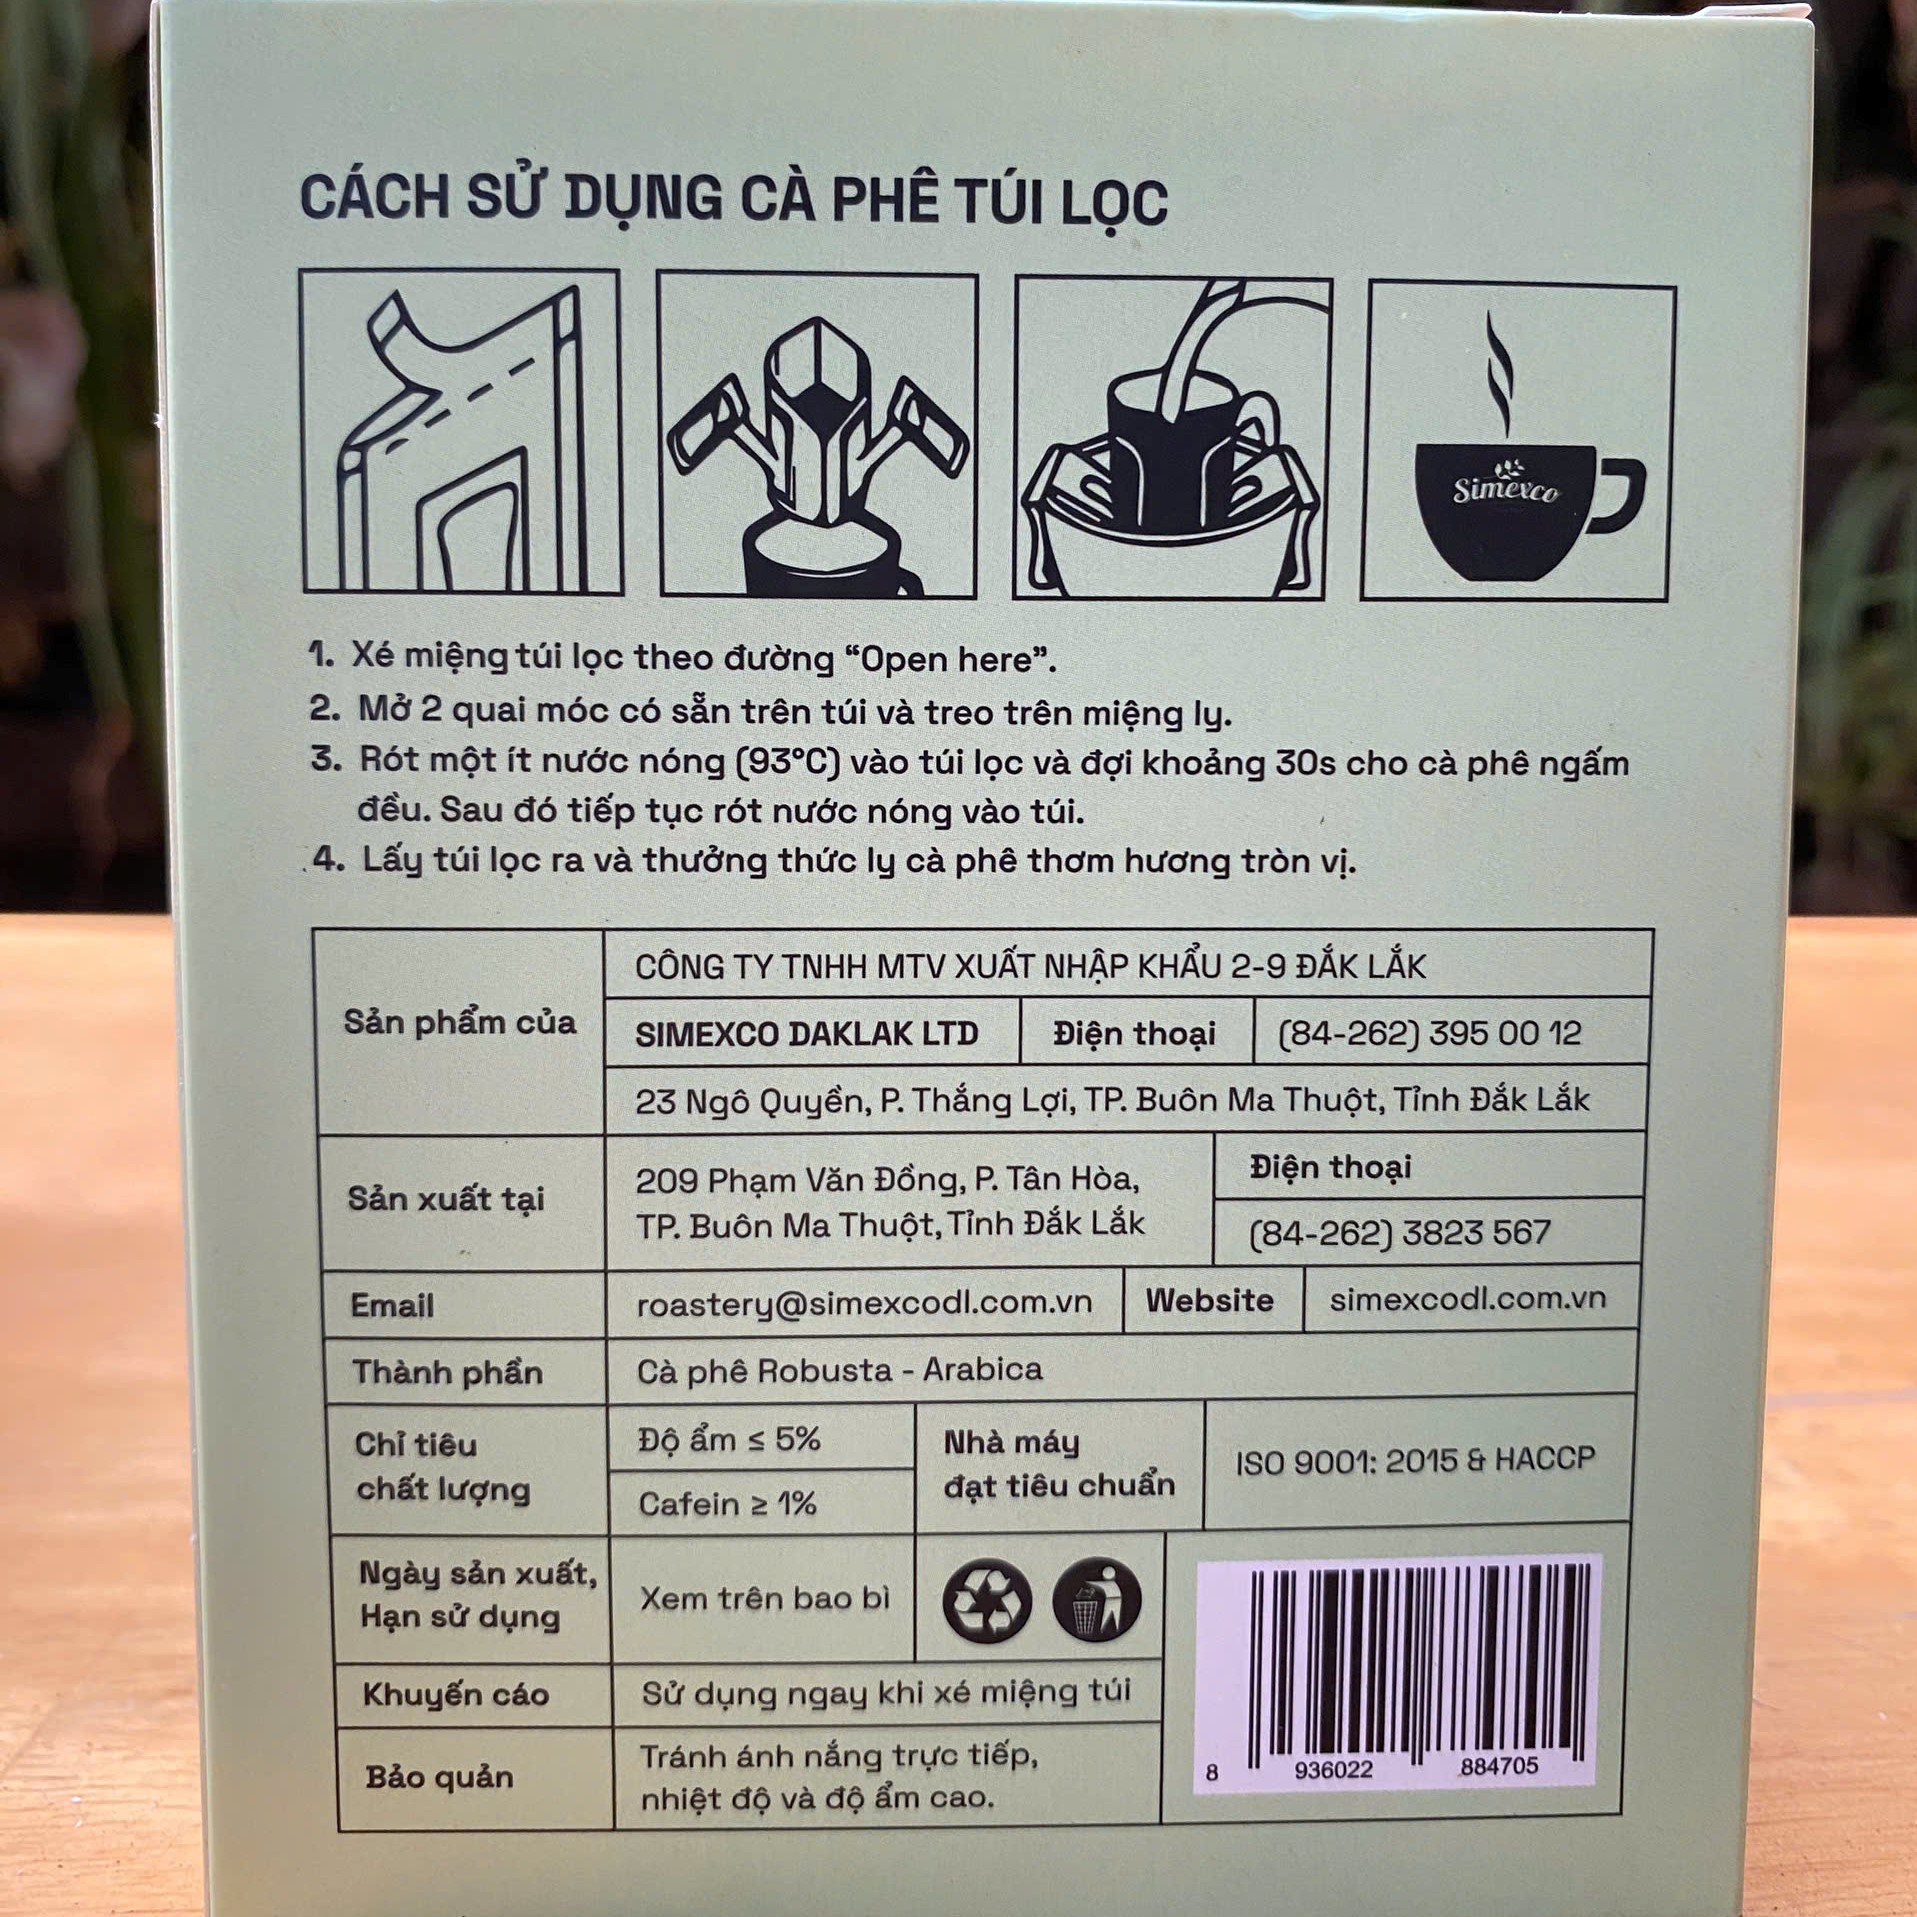 CÁCH SỬ DỤNG CÀ PHÊ TÚI LỌC
Simexco
1. Xé miệng túi lọc theo đường “Open here”.
2. Mở 2 quai móc có sẵn trên túi và treo trên miệng ly.
3. Rót một ít nước nóng (93°C) vào túi lọc và đợi khoảng 30s cho cà phê ngấm
đều. Sau đó tiếp tục rót nước nóng vào túi.
4. Lấy túi lọc ra và thưởng thức ly cà phê thơm hương tròn vị.
Sản phẩm của
CÔNG TY TNHH MTV XUẤT NHẬP KHẨU 2-9 ĐẮK LẮK
SIMEXCO DAKLAK LTD Điện thoại (84-262) 395 00 12
23 Ngô Quyền, P. Thắng Lợi, TP. Buôn Ma Thuột, Tỉnh Đắk Lắk
Sản xuất tại
209 Phạm Văn Đồng, P. Tân Hòa,
TP. Buôn Ma Thuột, Tỉnh Đắk Lắk
Điện thoại
(84-262) 3823 567
Email roastery@simexcodl.com.vn Website simexcodl.com.vn
Thành phần Cà phê Robusta - Arabica
Chỉ tiêu
chất lượng
Độ ẩm ≤ 5%
Cafein ≥ 1%
Nhà máy
đạt tiêu chuẩn
ISO 9001: 2015 & HACCP
Ngày sản xuất,
Hạn sử dụng
Xem trên bao bì
Khuyến cáo Sử dụng ngay khi xé miệng túi
Bảo quản
Tránh ánh nắng trực tiếp,
nhiệt độ và độ ẩm cao.
8 936022 884705